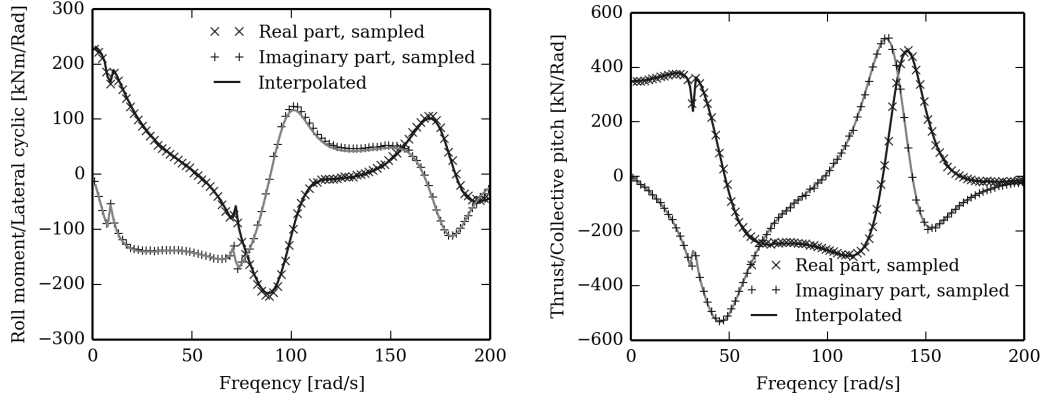 Roll moment/Lateral cyclic [kNm/Rad]
300
200
100
0
−100
−200
−300
Real part, sampled
Imaginary part, sampled
Interpolated
0 50 100 150 200
Freqency [rad/s]
Thrust/Collective pitch [kN/Rad]
600
400
200
0
−200
−400
−600
Real part, sampled
Imaginary part, sampled
Interpolated
0 50 100 150 200
Freqency [rad/s]